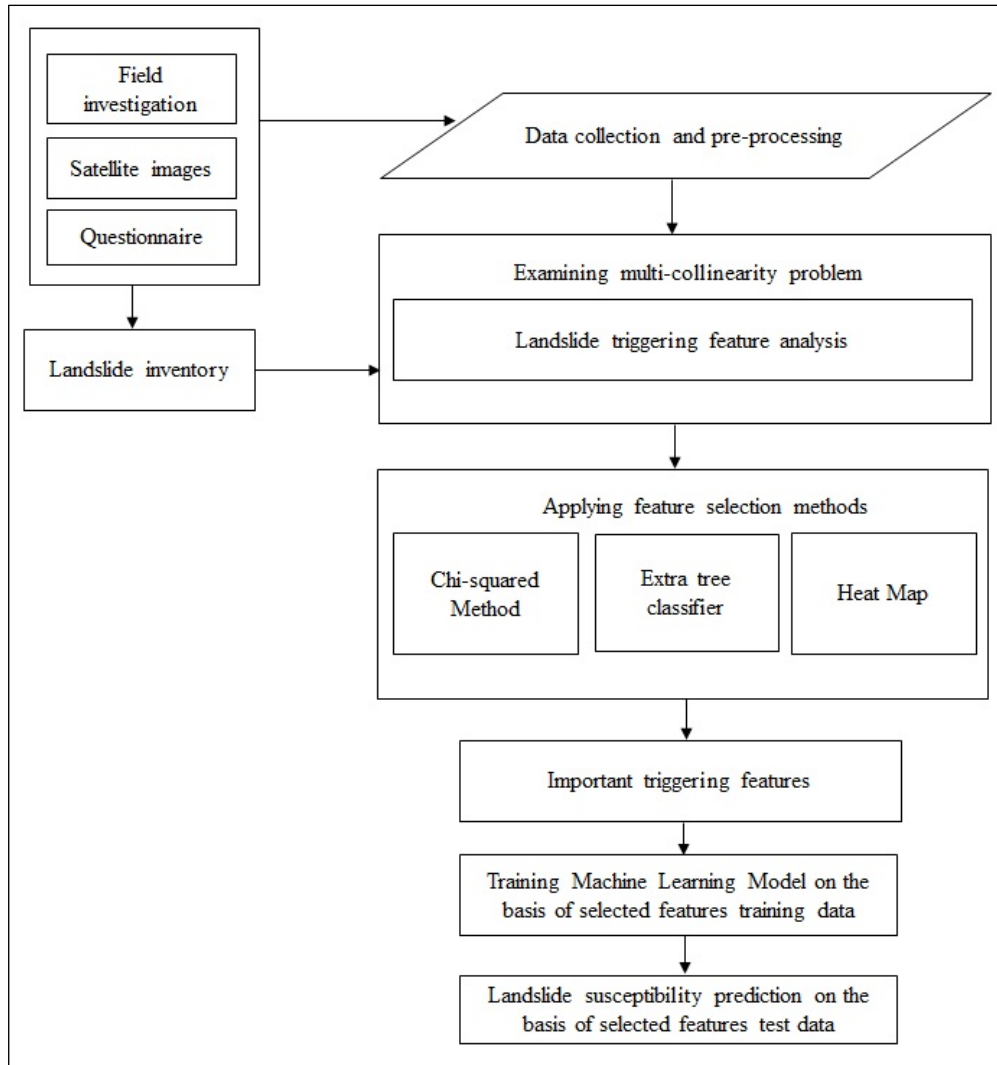 Field
investigation
Satellite images
Questionnaire
Landslide inventory
Data collection and pre-processing
Examining multi-collinearity problem
Landslide triggering feature analysis
Applying feature selection methods
Chi-squared
Method
Extra tree
classifier
Heat Map
Important triggering features
Training Machine Learning Model on the
basis of selected features training data
Landslide susceptibility prediction on the
basis of selected features test data